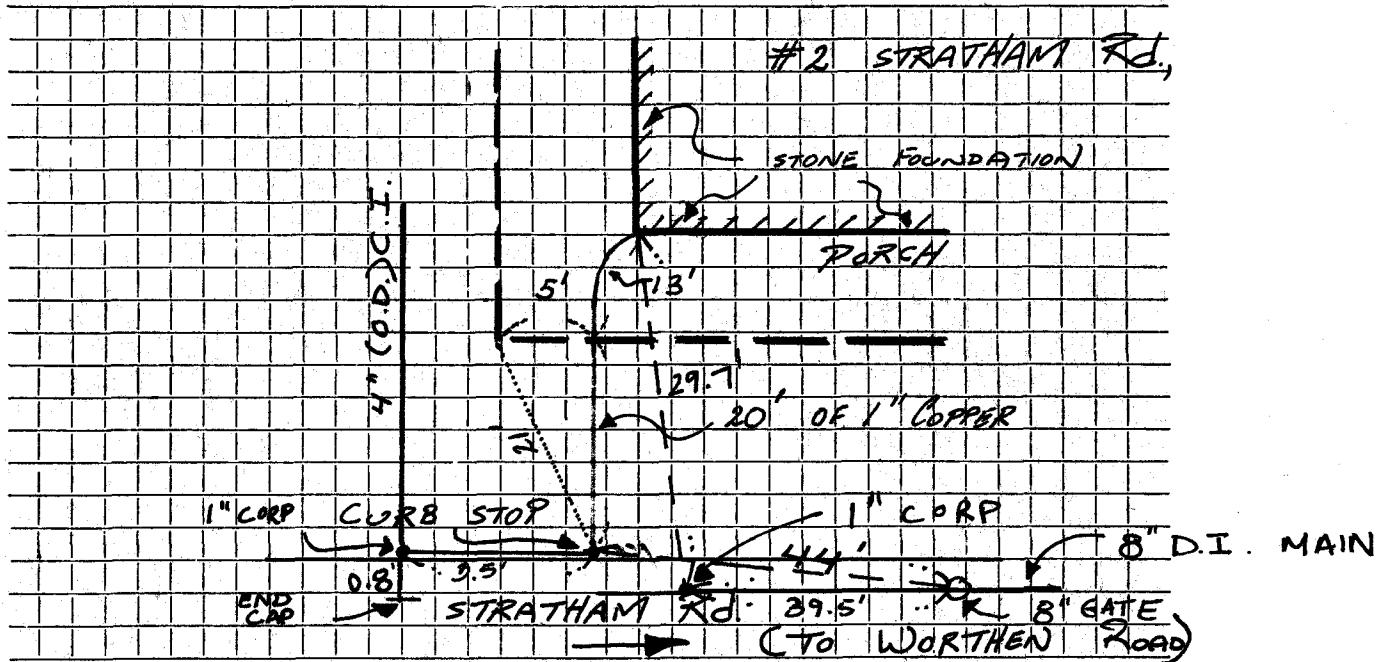 #2 STRATHAM Rd.,
STONE FOUNDATION
4" (O.D.) C.I.
PORCH
5'
13'
29.7'
20' OF 1" COPPER
21'
1" CORP
CURB STOP
1" CORP
44'
8" D.I. MAIN
0.8'
3.5'
END CAP
STRATHAM Rd.
39.5'
8" GATE
(TO WORTHEN ROAD)